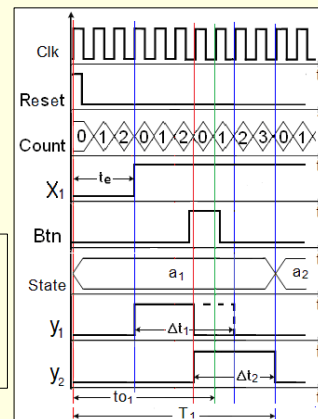 Clk t
Reset t
Count 0 1 2 0 1 2 0 1 2 3 0 1 t
X1 te t
Btn t
State a1 a2 t
y1 Δt1 t
y2 Δt2 t
to1 t
T1